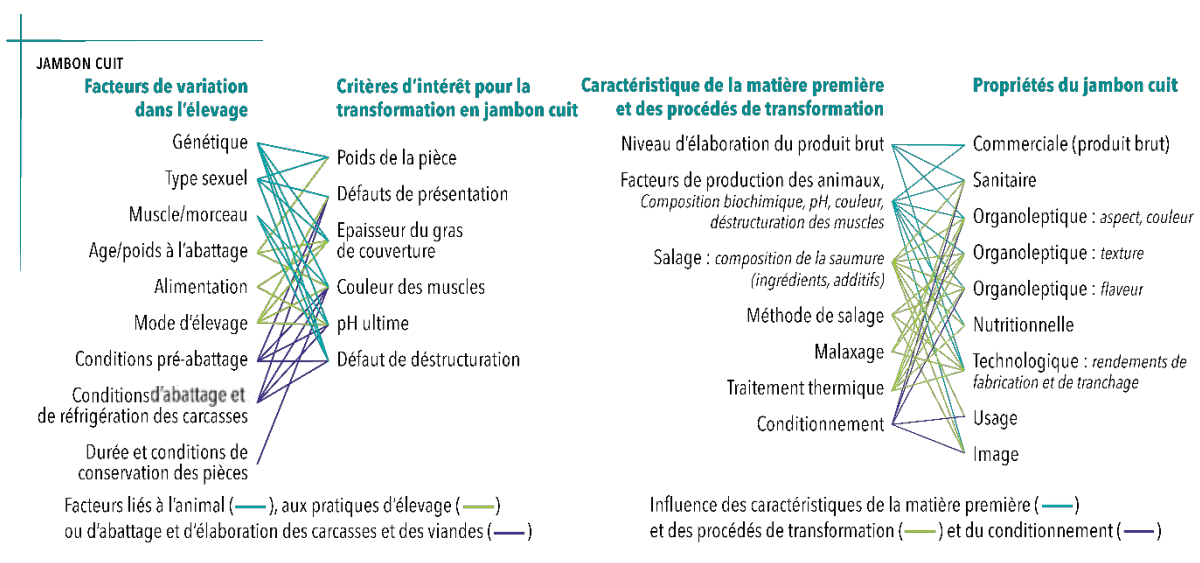 JAMBON CUIT
Facteurs de variation
dans l'élevage
Génétique
Type sexuel
Muscle/morceau
Age/poids à l'abattage
Alimentation
Mode d'élevage
Conditions pré-abattage
Conditions d'abattage et
de réfrigération des carcasses
Durée et conditions de
conservation des pièces
Critères d'intérêt pour la
transformation en jambon cuit
Poids de la pièce
Défauts de présentation
Epaisseur du gras
de couverture
Couleur des muscles
pH ultime
Défaut de déstructuration
Facteurs liés à l'animal ( ), aux pratiques d'élevage ( )
ou d'abattage et d'élaboration des carcasses et des viandes ( )
Caractéristique de la matière première
et des procédés de transformation
Niveau d'élaboration du produit brut
Facteurs de production des animaux,
Composition biochimique, pH, couleur,
déstructuration des muscles
Salage : composition de la saumure
(ingrédients, additifs)
Méthode de salage
Malaxage
Traitement thermique
Conditionnement
Propriétés du jambon cuit
Commerciale (produit brut)
Sanitaire
Organoleptique : aspect, couleur
Organoleptique : texture
Organoleptique : flaveur
Nutritionnelle
Technologique : rendements de
fabrication et de tranchage
Usage
Image
Influence des caractéristiques de la matière première ( )
et des procédés de transformation ( ) et du conditionnement ( )